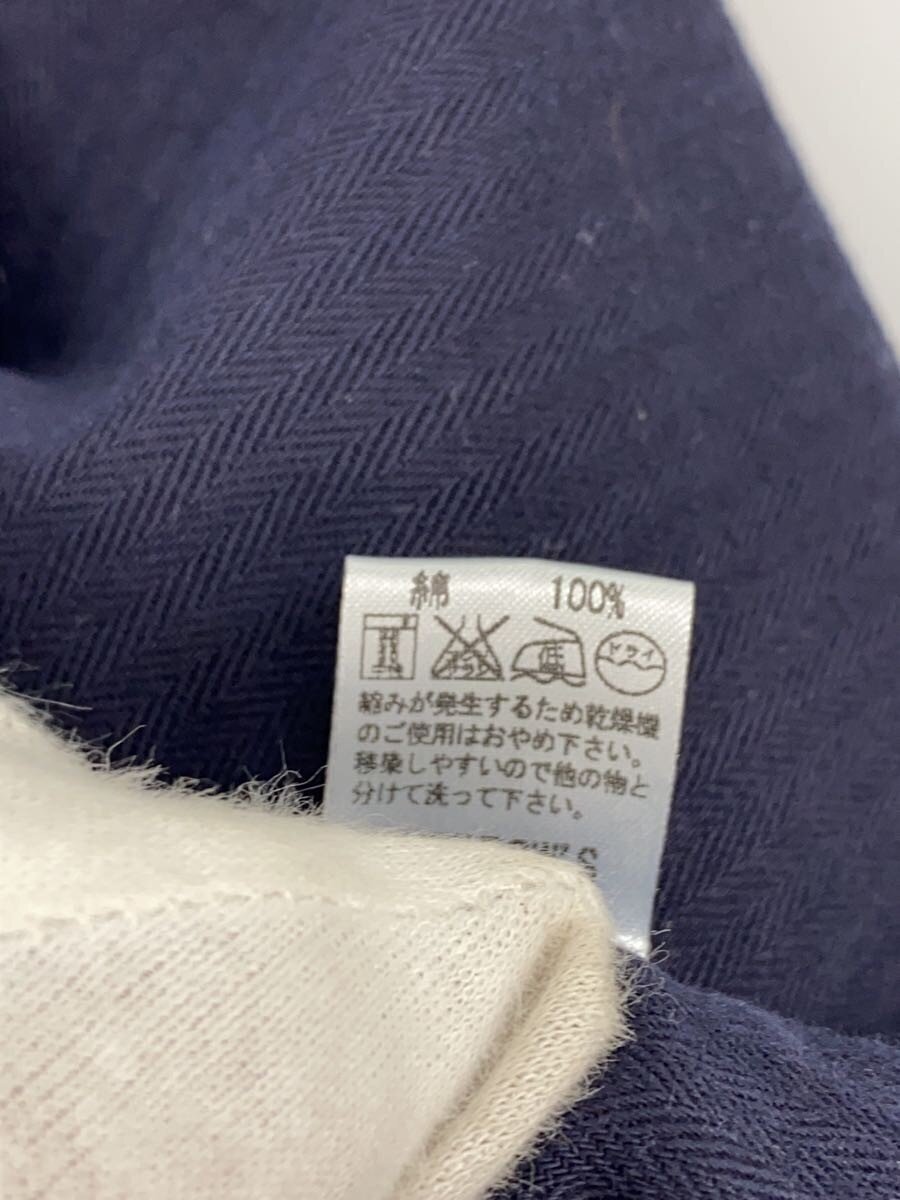 綿 100%
低 ドライ
縮みが発生するため乾燥機
のご使用はおやめ下さい。
移染しやすいので他の物と
分けて洗って下さい。